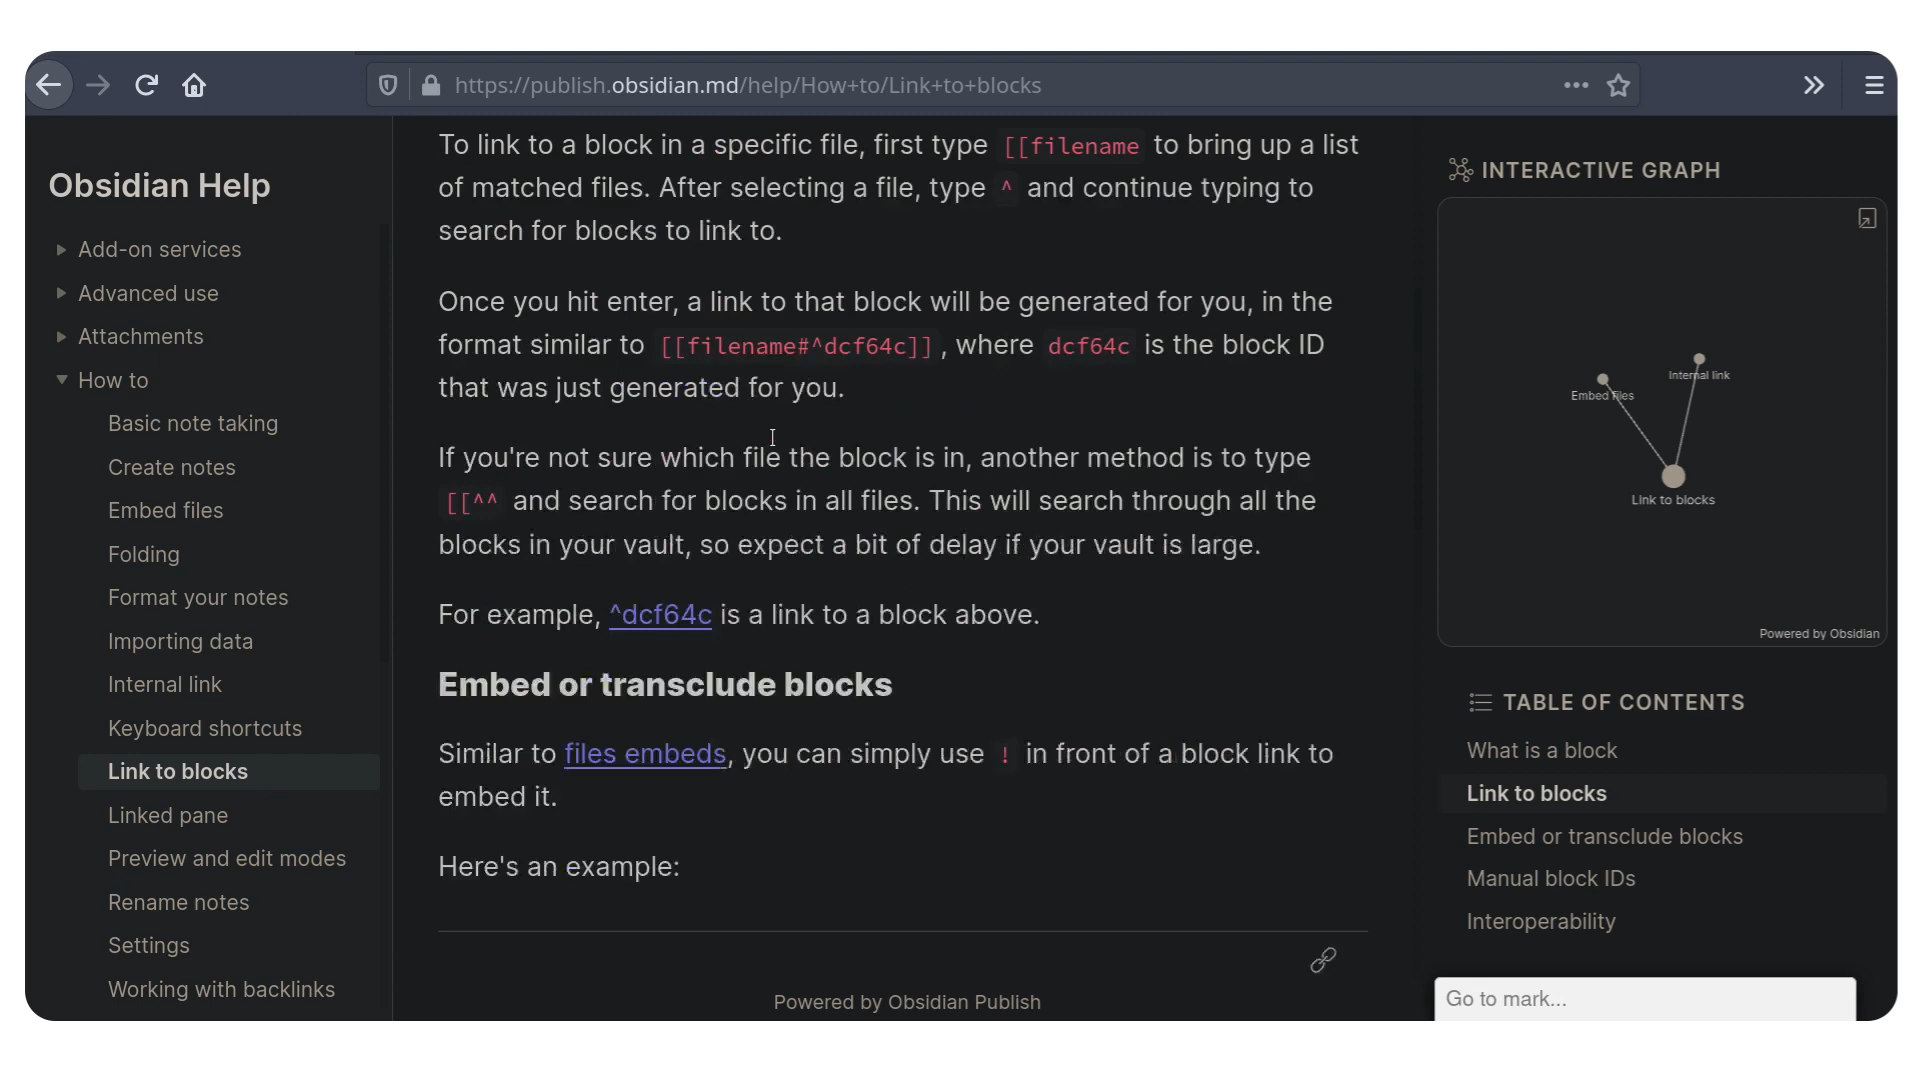 https://publish.obsidian.md/help/How+to/Link+to+blocks
Obsidian Help
Add-on services
Advanced use
Attachments
How to
Basic note taking
Create notes
Embed files
Folding
Format your notes
Importing data
Internal link
Keyboard shortcuts
Link to blocks
Linked pane
Preview and edit modes
Rename notes
Settings
Working with backlinks
To link to a block in a specific file, first type [[filename to bring up a list
of matched files. After selecting a file, type ^ and continue typing to
search for blocks to link to.
Once you hit enter, a link to that block will be generated for you, in the
format similar to [[filename#^dcf64c]] , where dcf64c is the block ID
that was just generated for you.
If you're not sure which file the block is in, another method is to type
[[^^ and search for blocks in all files. This will search through all the
blocks in your vault, so expect a bit of delay if your vault is large.
For example, ^dcf64c is a link to a block above.
Embed or transclude blocks
Similar to files embeds, you can simply use ! in front of a block link to
embed it.
Here's an example:
Powered by Obsidian Publish
INTERACTIVE GRAPH
Internal link
Embed files
Link to blocks
Powered by Obsidian
TABLE OF CONTENTS
What is a block
Link to blocks
Embed or transclude blocks
Manual block IDs
Interoperability
Go to mark...